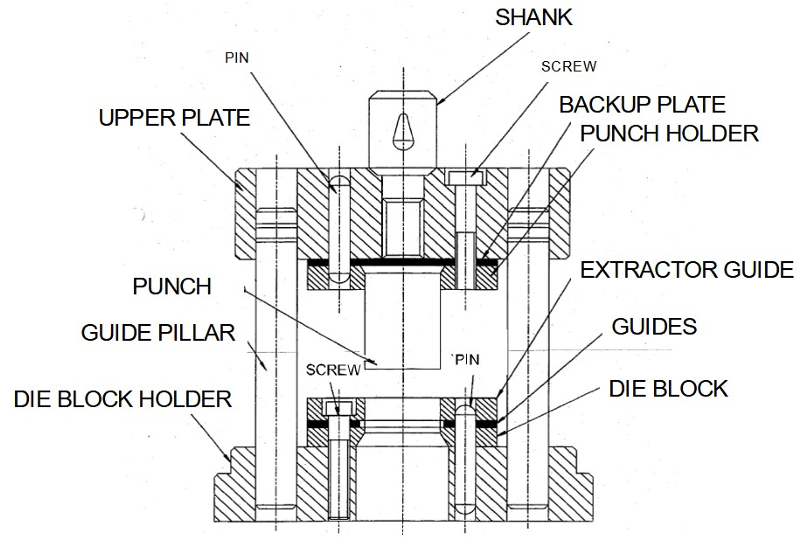 SHANK
PIN
SCREW
BACKUP PLATE
UPPER PLATE
PUNCH HOLDER
EXTRACTOR GUIDE
PUNCH
GUIDES
GUIDE PILLAR
PIN
SCREW
DIE BLOCK
DIE BLOCK HOLDER